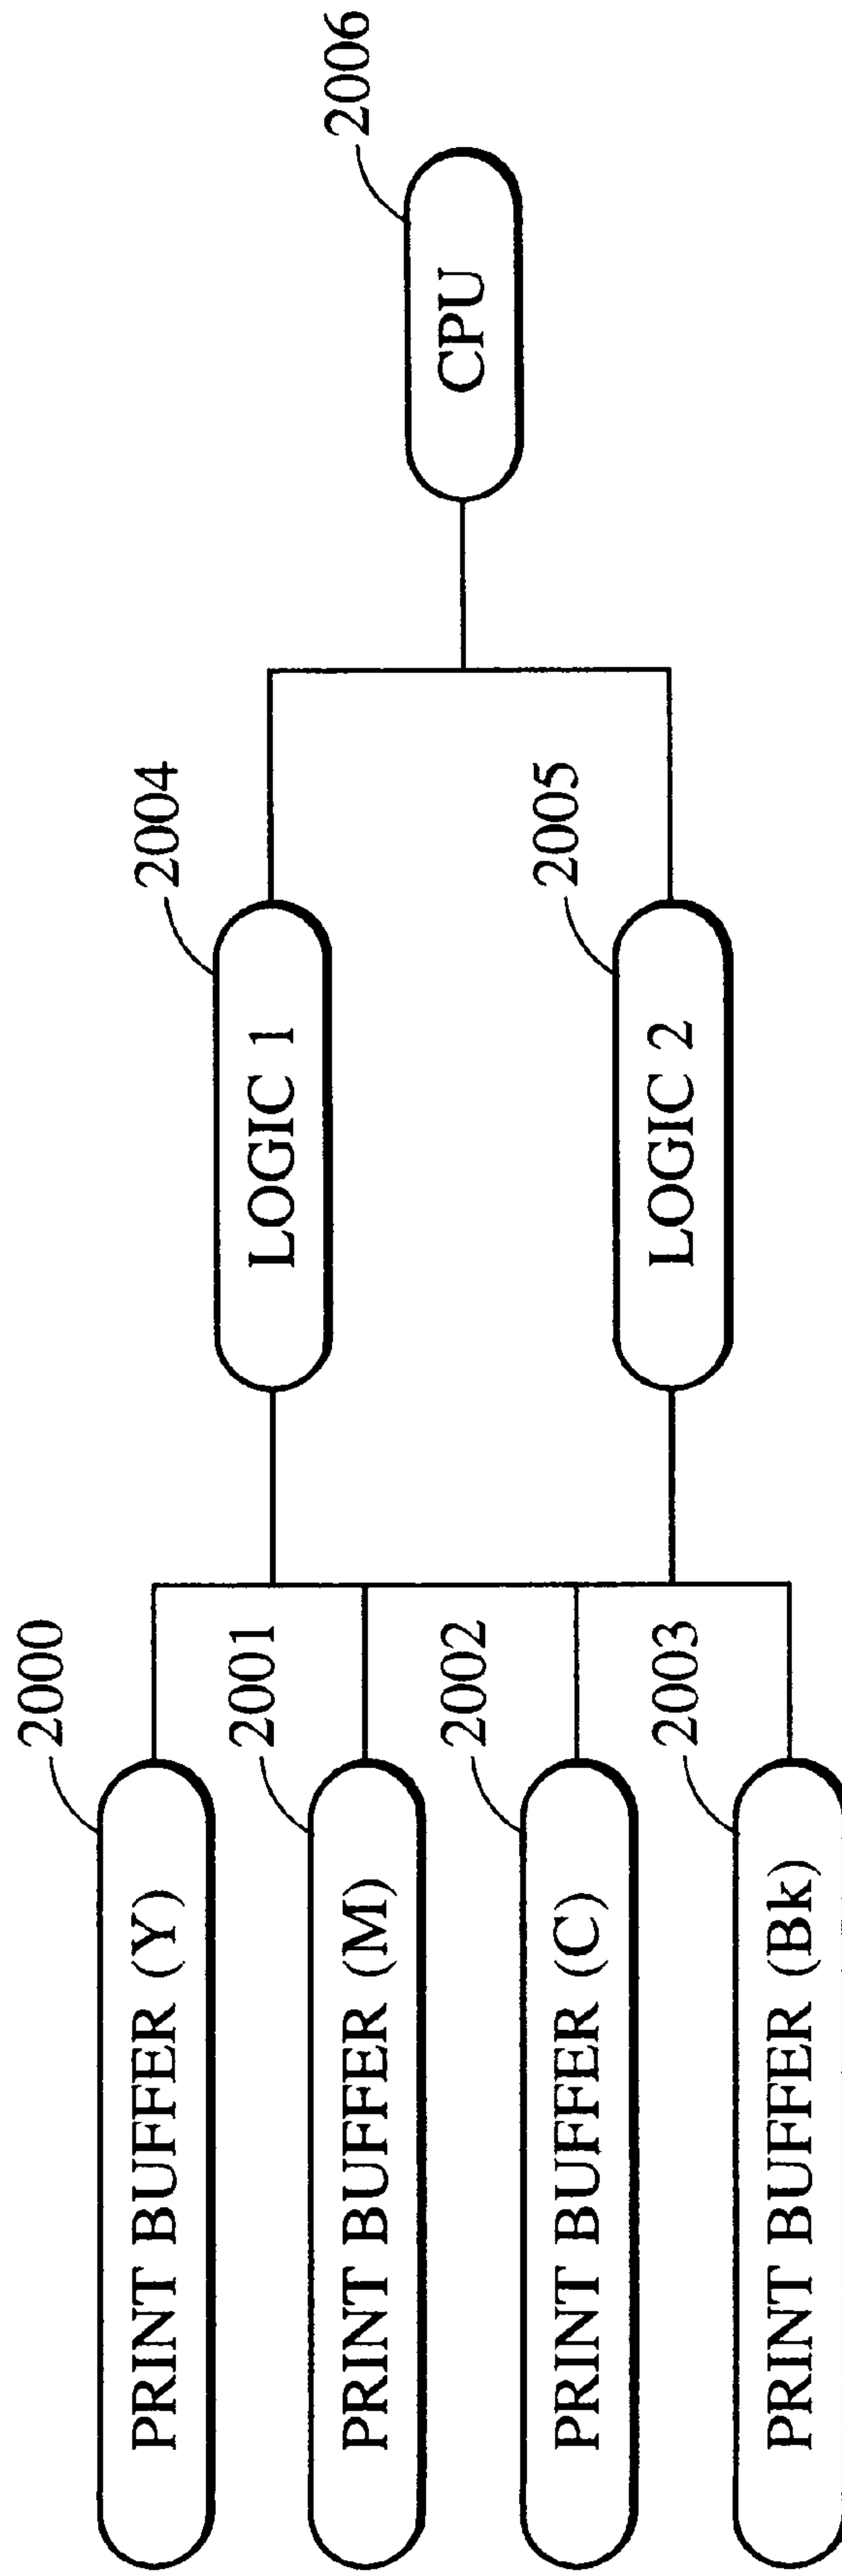 2000
PRINT BUFFER (Y)
2001
PRINT BUFFER (M)
2002
PRINT BUFFER (C)
2003
PRINT BUFFER (Bk)
2004
LOGIC 1
2005
LOGIC 2
2006
CPU